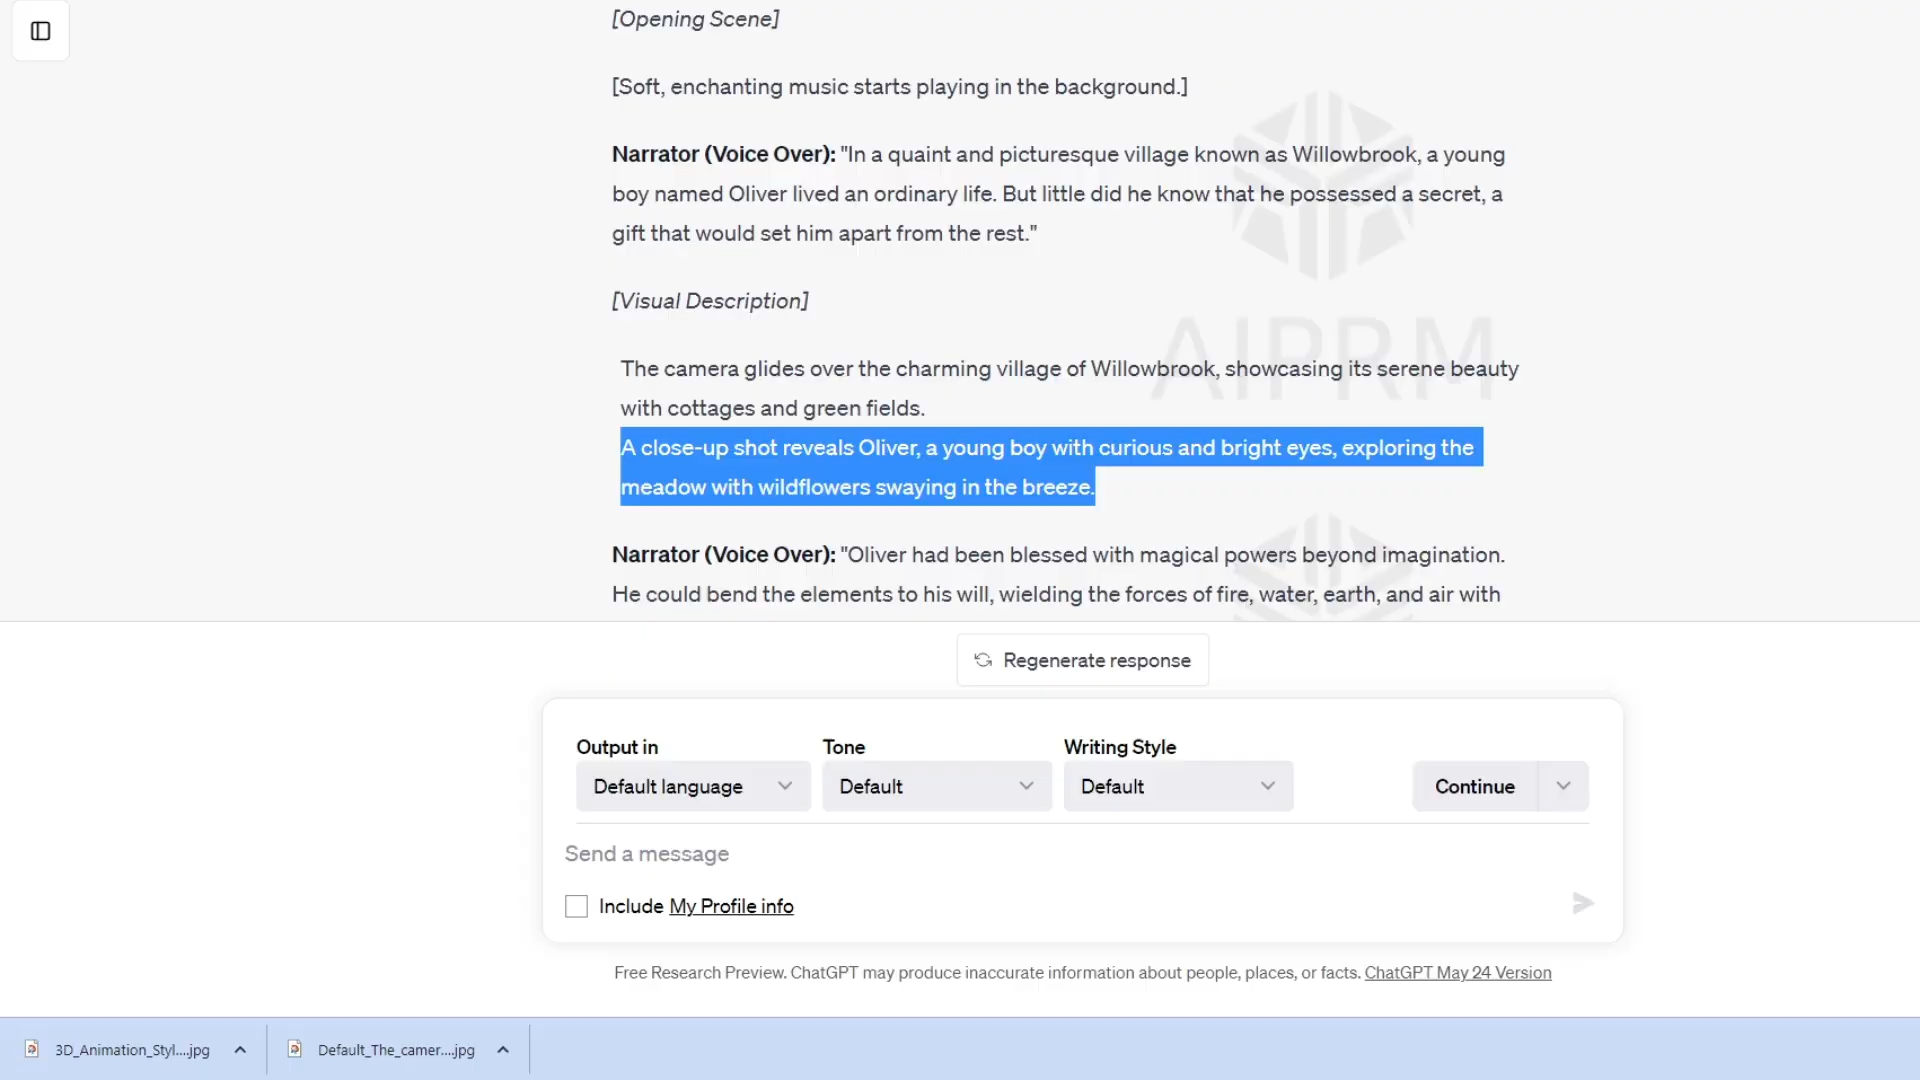 [Opening Scene]
[Soft, enchanting music starts playing in the background.]
Narrator (Voice Over): "In a quaint and picturesque village known as Willowbrook, a young
boy named Oliver lived an ordinary life. But little did he know that he possessed a secret, a
gift that would set him apart from the rest."
[Visual Description]
The camera glides over the charming village of Willowbrook, showcasing its serene beauty
with cottages and green fields.
A close-up shot reveals Oliver, a young boy with curious and bright eyes, exploring the
meadow with wildflowers swaying in the breeze.
Narrator (Voice Over): "Oliver had been blessed with magical powers beyond imagination.
He could bend the elements to his will, wielding the forces of fire, water, earth, and air with
AIPRM
Regenerate response
Output in Tone Writing Style
Default language Default Default Continue
Send a message
Include My Profile info
Free Research Preview. ChatGPT may produce inaccurate information about people, places, or facts. ChatGPT May 24 Version
3D_Animation_Styl....jpg Default_The_camer....jpg